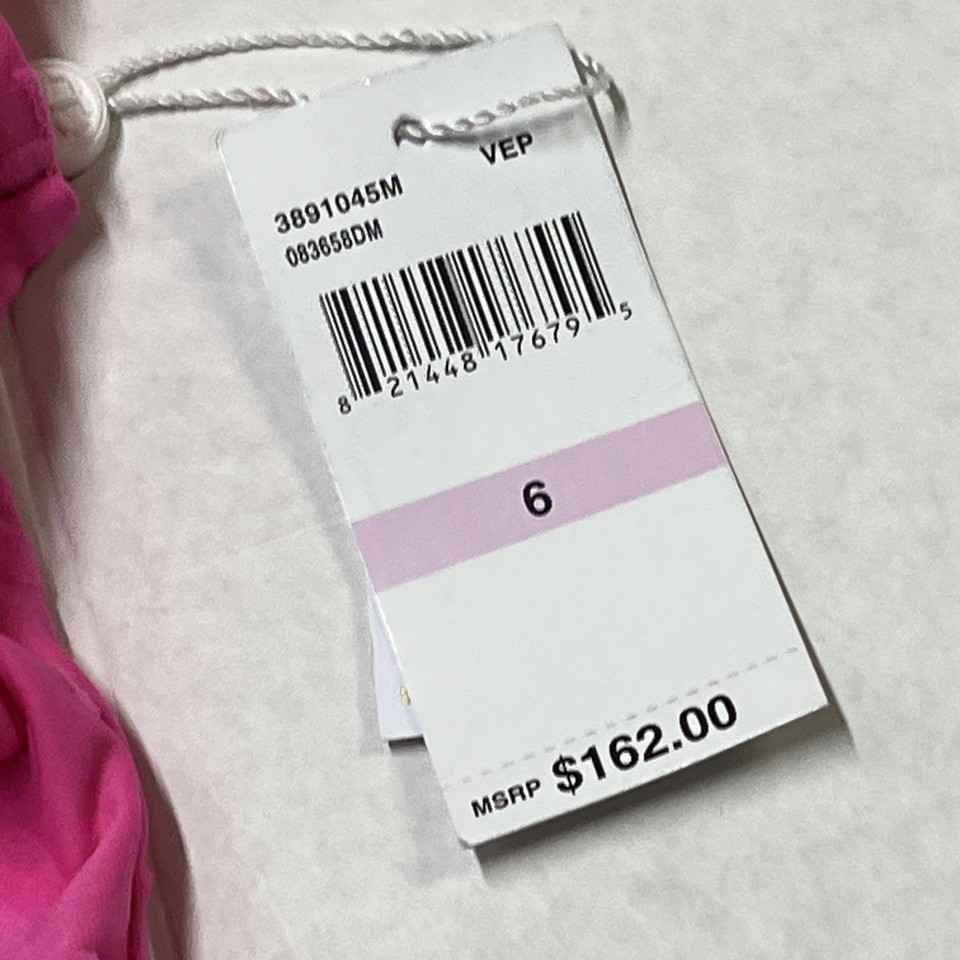 VEP
3891045M
083658DM
8 21448 17679 5
6
MSRP $162.00